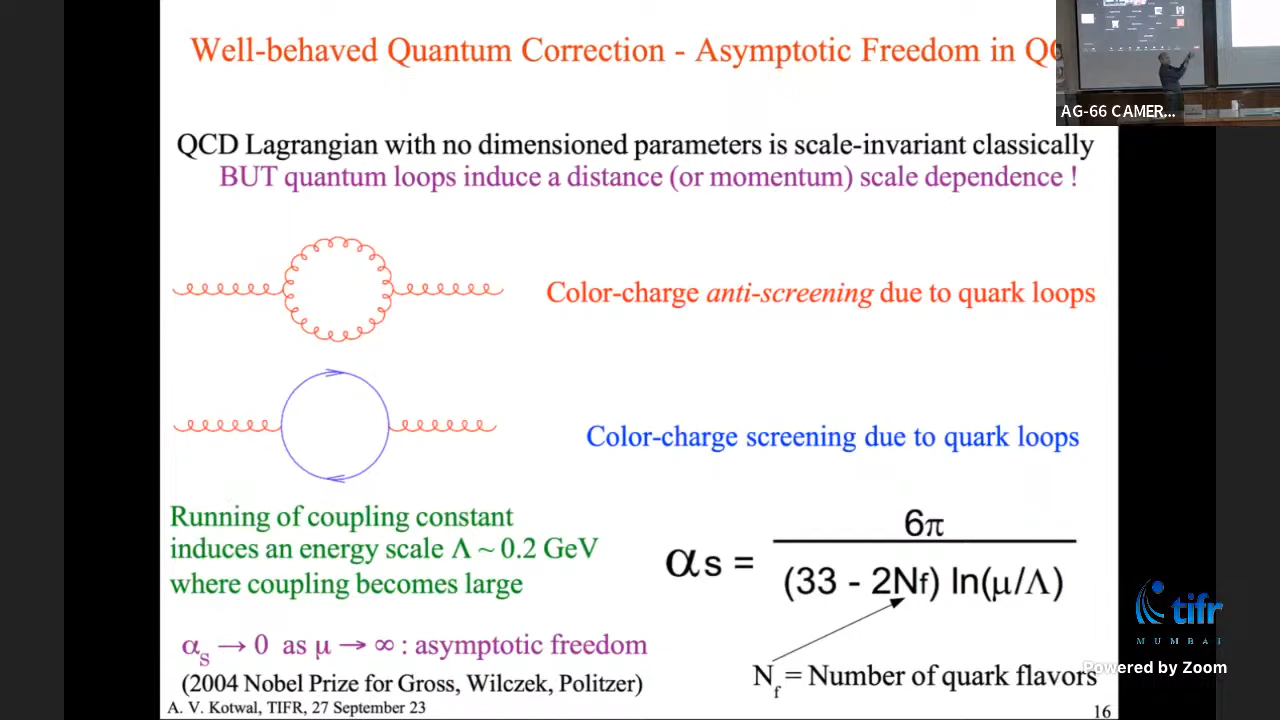 Well-behaved Quantum Correction - Asymptotic Freedom in QC
AG-66 CAMER...
QCD Lagrangian with no dimensioned parameters is scale-invariant classically
BUT quantum loops induce a distance (or momentum) scale dependence !
Color-charge anti-screening due to quark loops
Color-charge screening due to quark loops
Running of coupling constant
induces an energy scale Λ ~ 0.2 GeV
where coupling becomes large
αs = 6π
(33 - 2Nf) ln(μ/Λ)
α_S → 0 as μ → ∞ : asymptotic freedom
(2004 Nobel Prize for Gross, Wilczek, Politzer)
N_f = Number of quark flavors
A. V. Kotwal, TIFR, 27 September 23
16
tifr
MUMBAI
Powered by Zoom